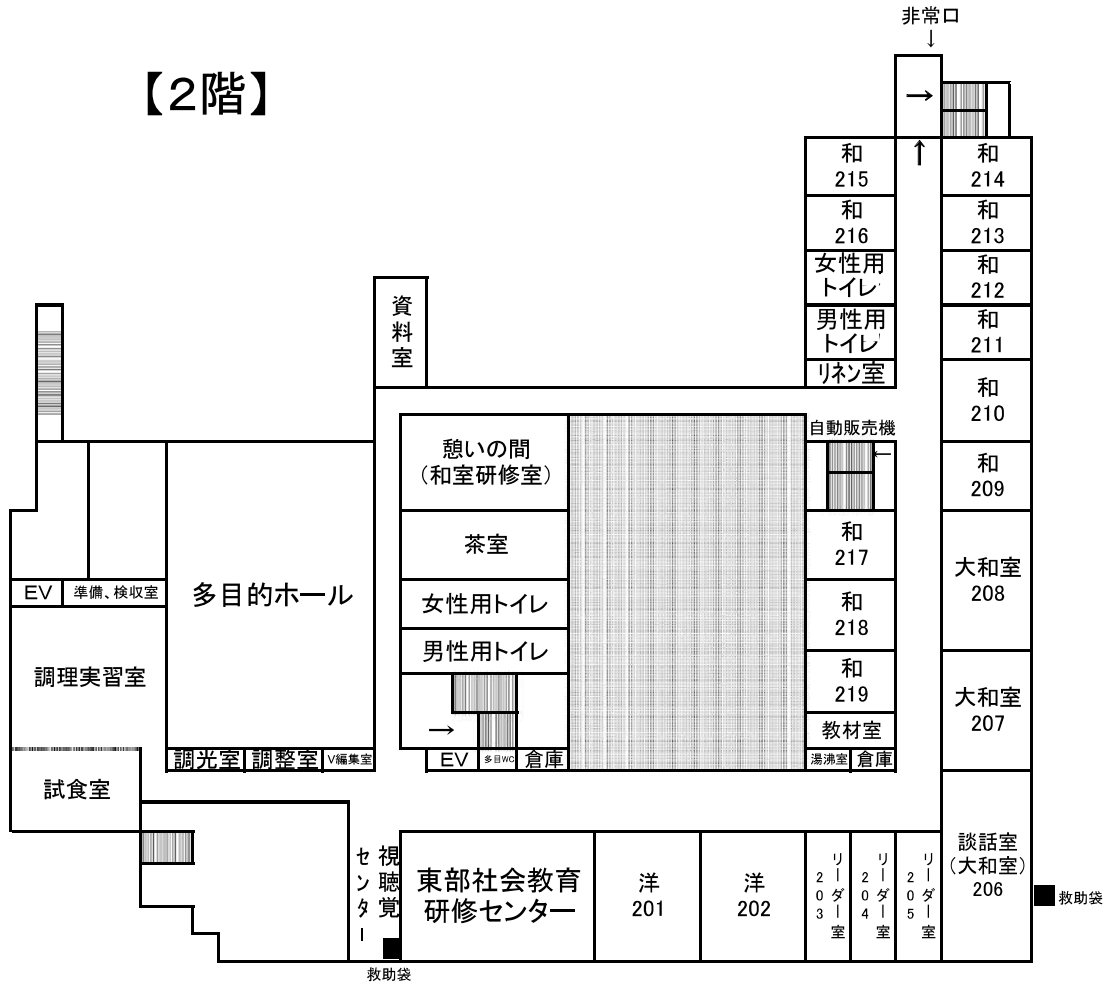 非常口
↓
【2階】
→
↑
和
215
和
214
和
216
和
213
女性用
トイレ
和
212
男性用
トイレ
和
211
リネン室
資料室
和
210
自動販売機
←
憩いの間
(和室研修室)
和
209
茶室
和
217
大和室
208
EV
準備、検収室
多目的ホール
女性用トイレ
和
218
男性用トイレ
調理実習室
和
219
大和室
207
→
教材室
調光室
調整室
V編集室
EV
多目WC
倉庫
湯沸室
倉庫
試食室
視聴覚
センター
東部社会教育
研修センター
洋
201
洋
202
リーダー室
203
リーダー室
204
リーダー室
205
談話室
(大和室)
206
救助袋
救助袋